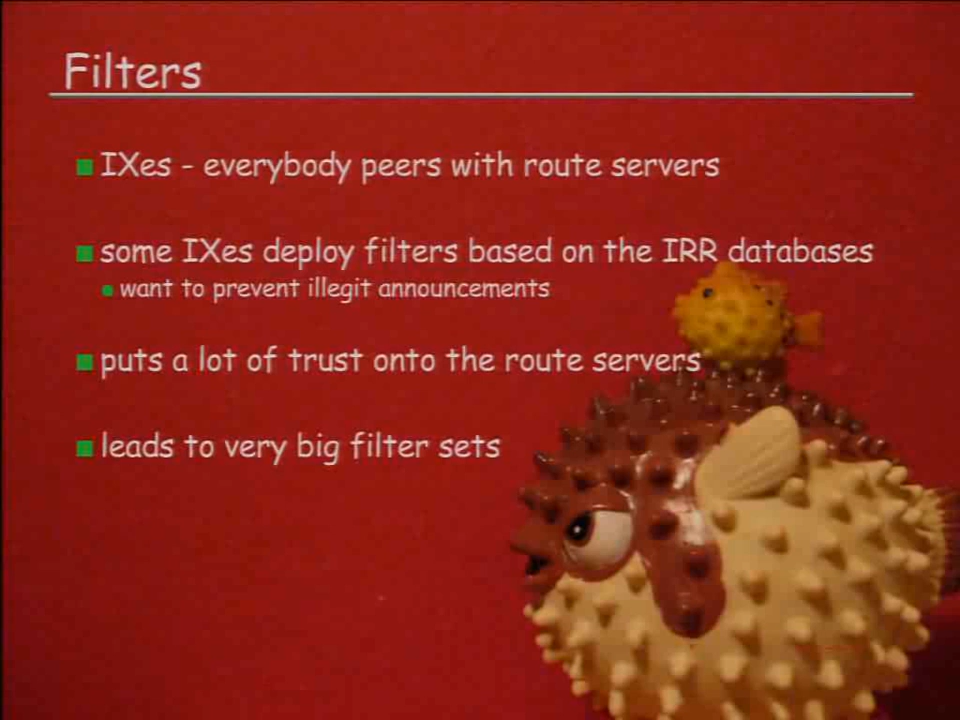 Filters
IXes - everybody peers with route servers
some IXes deploy filters based on the IRR databases
want to prevent illegit announcements
puts a lot of trust onto the route servers
leads to very big filter sets